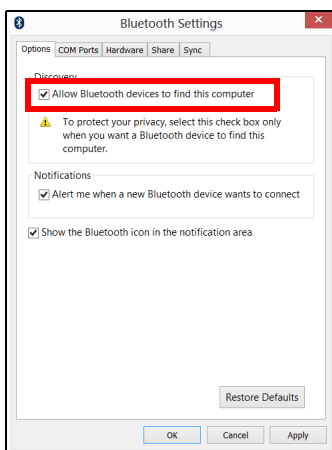 Bluetooth Settings
Options COM Ports Hardware Share Sync
Discovery
Allow Bluetooth devices to find this computer
To protect your privacy, select this check box only
when you want a Bluetooth device to find this
computer.
Notifications
Alert me when a new Bluetooth device wants to connect
Show the Bluetooth icon in the notification area
Restore Defaults
OK Cancel Apply